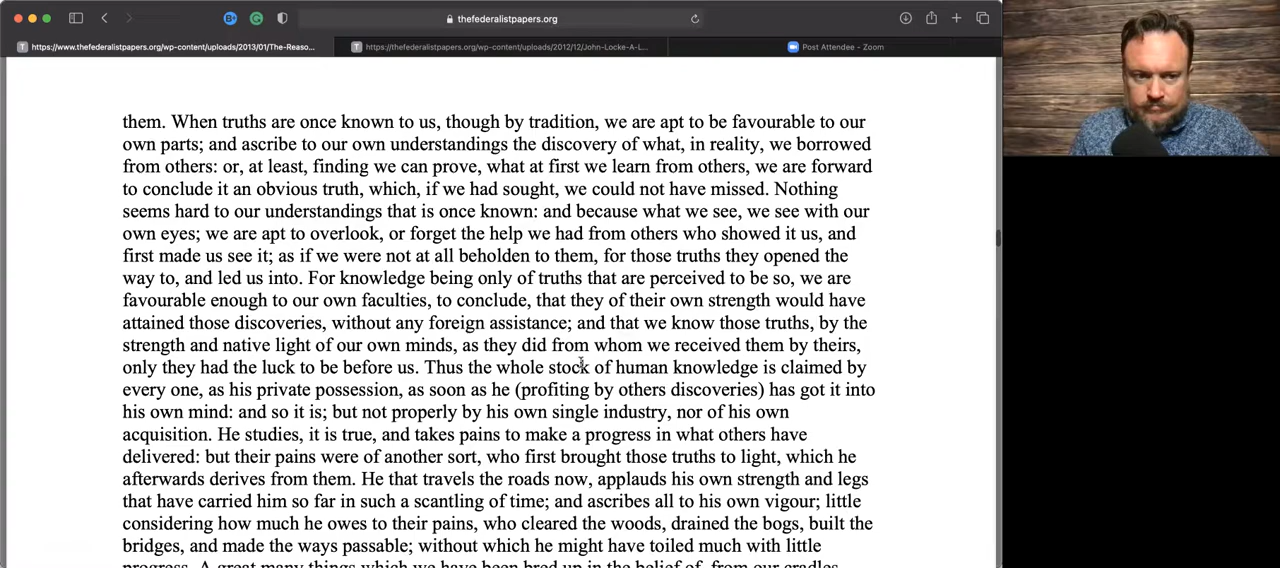 thefederalistpapers.org
https://www.thefederalistpapers.org/wp-content/uploads/2013/01/The-Reaso...
https://thefederalistpapers.org/wp-content/uploads/2012/12/John-Locke-A-L...
Post Attendee - Zoom
them. When truths are once known to us, though by tradition, we are apt to be favourable to our
own parts; and ascribe to our own understandings the discovery of what, in reality, we borrowed
from others: or, at least, finding we can prove, what at first we learn from others, we are forward
to conclude it an obvious truth, which, if we had sought, we could not have missed. Nothing
seems hard to our understandings that is once known: and because what we see, we see with our
own eyes; we are apt to overlook, or forget the help we had from others who showed it us, and
first made us see it; as if we were not at all beholden to them, for those truths they opened the
way to, and led us into. For knowledge being only of truths that are perceived to be so, we are
favourable enough to our own faculties, to conclude, that they of their own strength would have
attained those discoveries, without any foreign assistance; and that we know those truths, by the
strength and native light of our own minds, as they did from whom we received them by theirs,
only they had the luck to be before us. Thus the whole stock of human knowledge is claimed by
every one, as his private possession, as soon as he (profiting by others discoveries) has got it into
his own mind: and so it is; but not properly by his own single industry, nor of his own
acquisition. He studies, it is true, and takes pains to make a progress in what others have
delivered: but their pains were of another sort, who first brought those truths to light, which he
afterwards derives from them. He that travels the roads now, applauds his own strength and legs
that have carried him so far in such a scantling of time; and ascribes all to his own vigour; little
considering how much he owes to their pains, who cleared the woods, drained the bogs, built the
bridges, and made the ways passable; without which he might have toiled much with little
progress. A great many things which we have been bred up in the belief of, from our cradles,